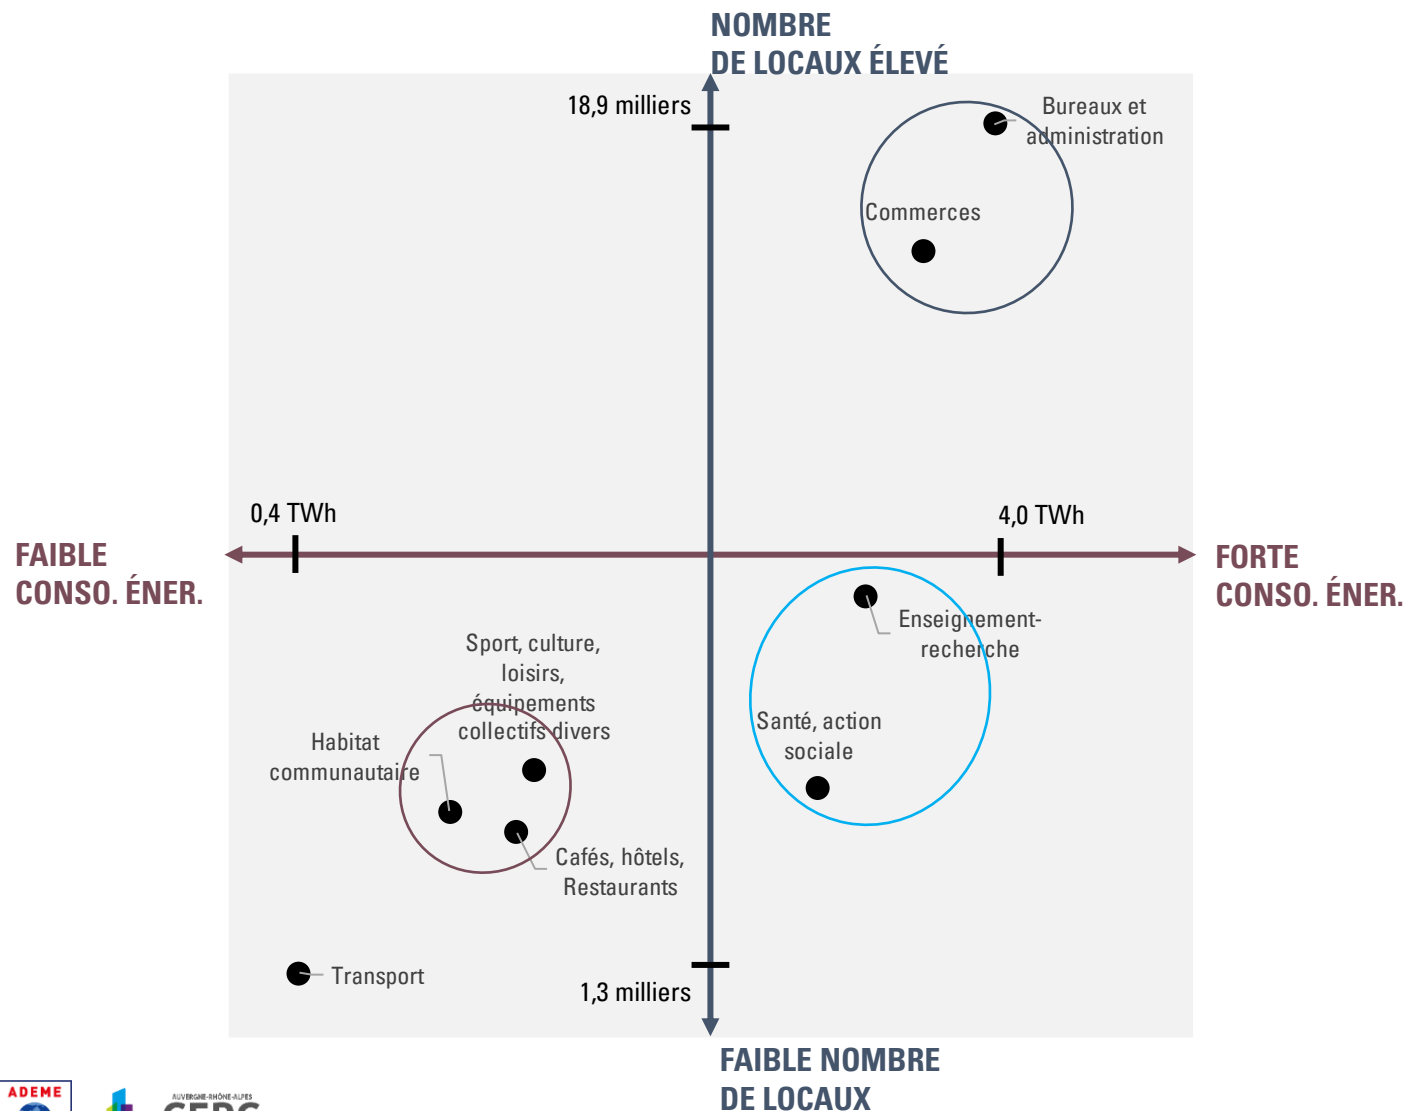 NOMBRE
DE LOCAUX ÉLEVÉ
18,9 milliers
Bureaux et
administration
Commerces
0,4 TWh
4,0 TWh
FAIBLE
CONSO. ÉNER.
FORTE
CONSO. ÉNER.
Enseignement-
recherche
Sport, culture,
loisirs,
équipements
collectifs divers
Santé, action
sociale
Habitat
communautaire
Cafés, hôtels,
Restaurants
Transport
1,3 milliers
FAIBLE NOMBRE
DE LOCAUX
ADEME
AUVERGNE-RHÔNE-ALPES